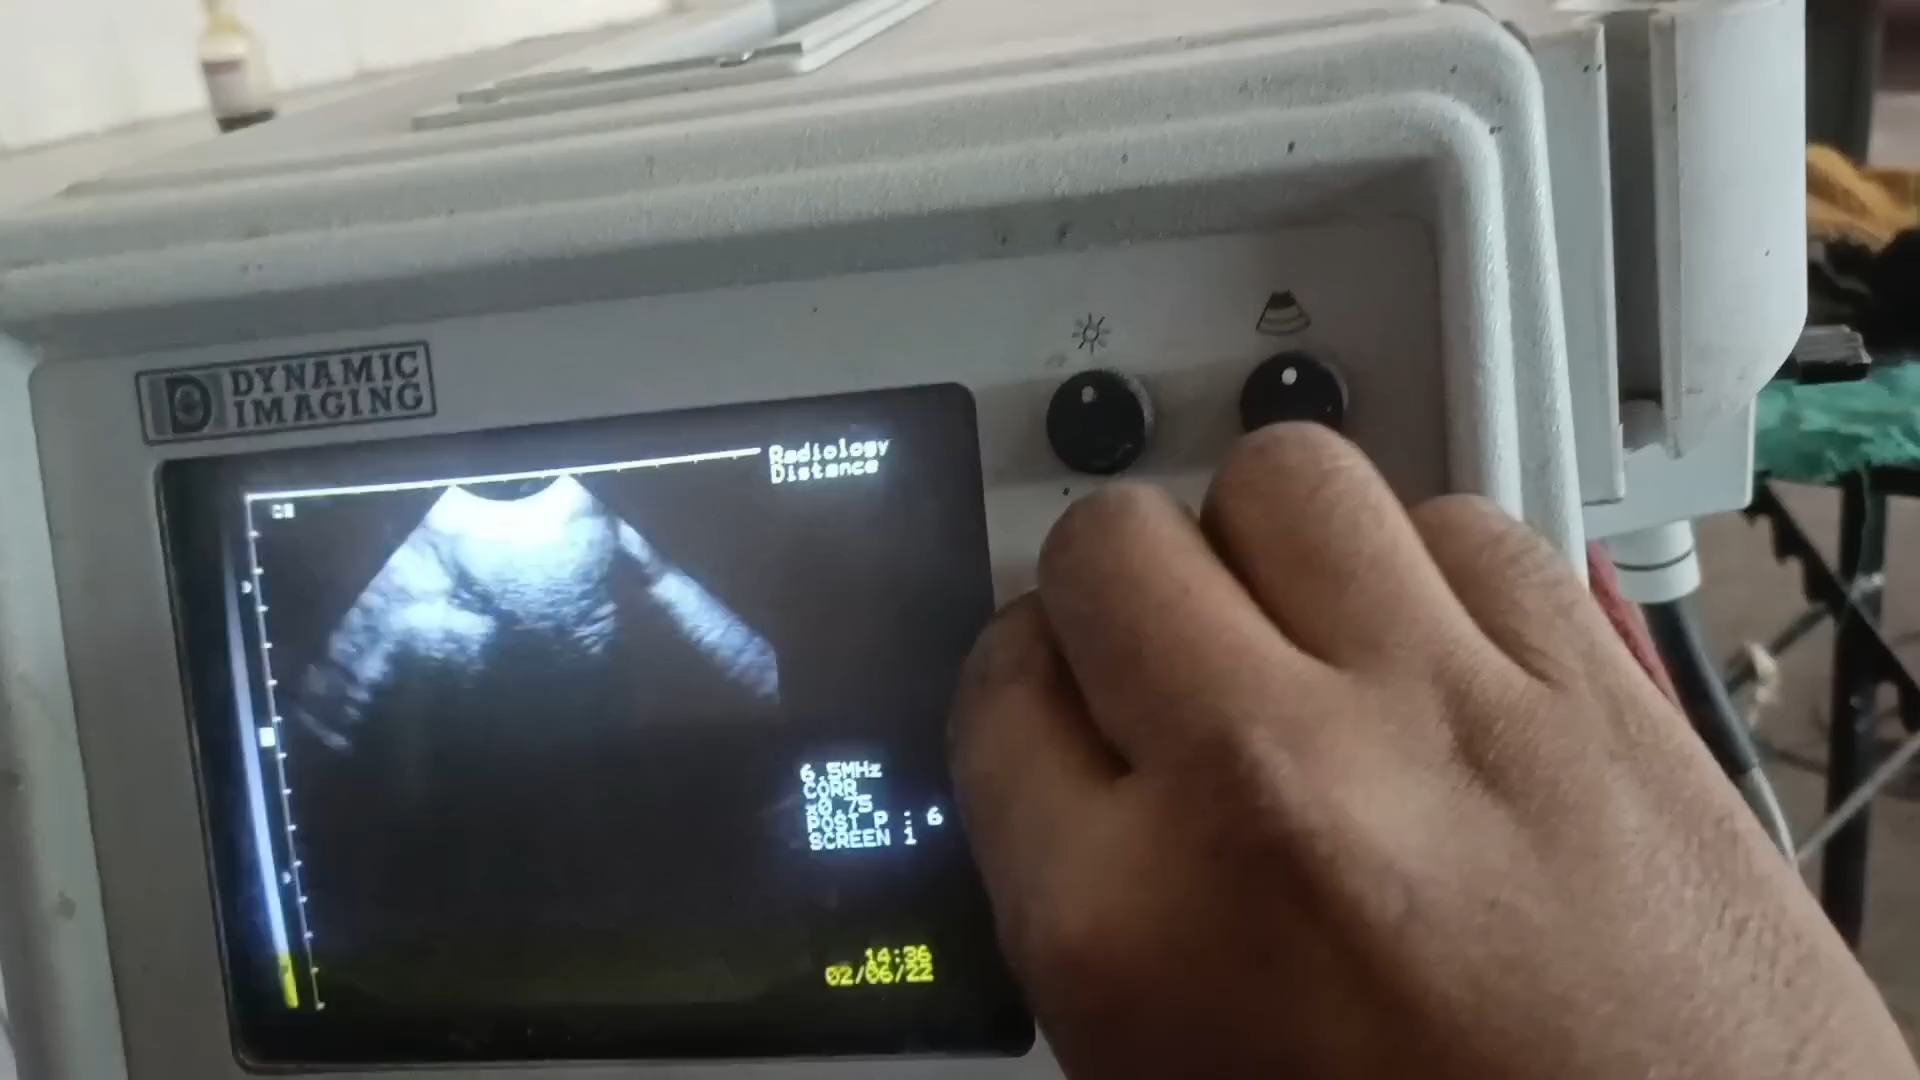 DYNAMIC
IMAGING
Radiology
Distance
6.5MHz
CORR
x0.75
POST P : 6
SCREEN 1
14:36
02/06/22